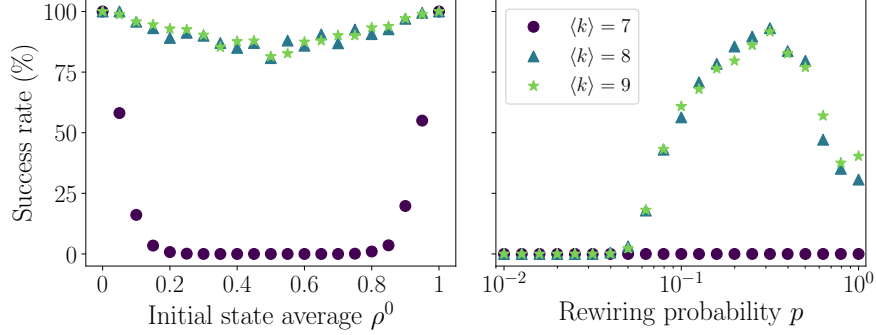 Success rate (%)
100
75
50
25
0
0 0.2 0.4 0.6 0.8 1
Initial state average ρ⁰
⟨k⟩ = 7
⟨k⟩ = 8
⟨k⟩ = 9
10⁻² 10⁻¹ 10⁰
Rewiring probability p